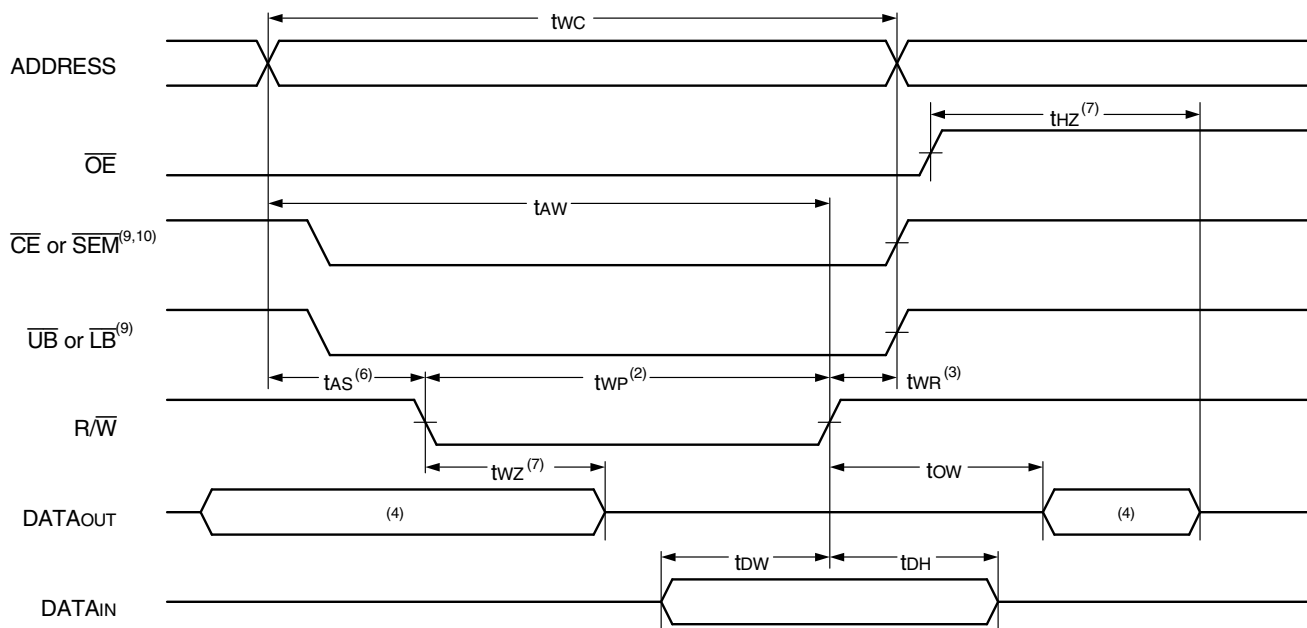 tWC
ADDRESS
tHZ(7)
OE
tAW
CE or SEM(9,10)
UB or LB(9)
tAS(6) tWP(2) tWR(3)
R/W
tWZ(7) tOW
DATAOUT (4) (4)
tDW tDH
DATAIN